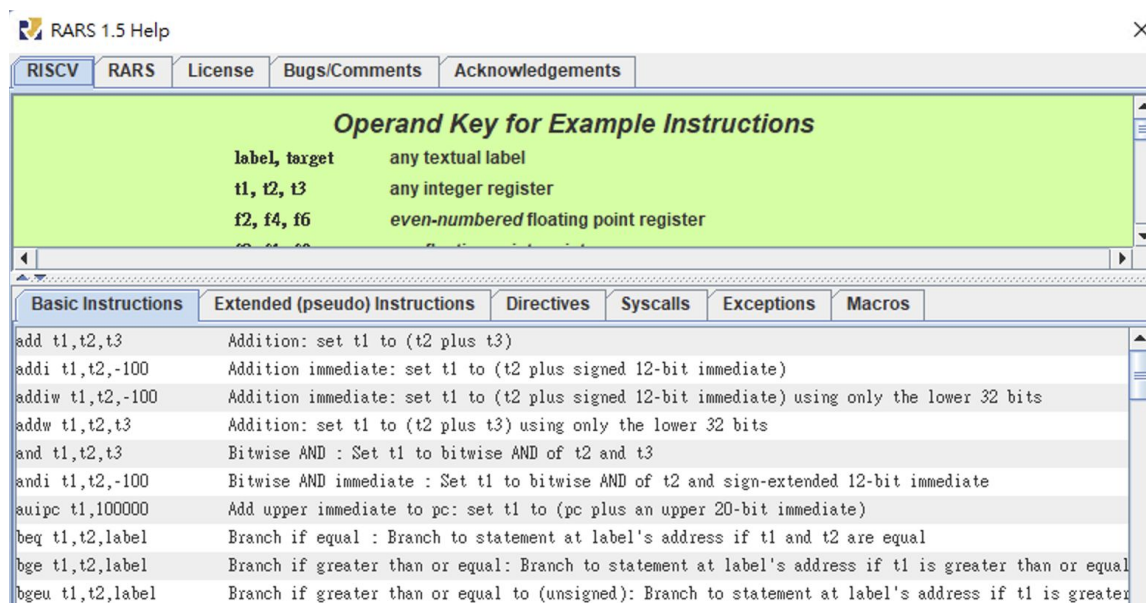 RARS 1.5 Help
RISCV RARS License Bugs/Comments Acknowledgements
Operand Key for Example Instructions
label, target any textual label
t1, t2, t3 any integer register
f2, f4, f6 even-numbered floating point register
Basic Instructions Extended (pseudo) Instructions Directives Syscalls Exceptions Macros
add t1,t2,t3 Addition: set t1 to (t2 plus t3)
addi t1,t2,-100 Addition immediate: set t1 to (t2 plus signed 12-bit immediate)
addiw t1,t2,-100 Addition immediate: set t1 to (t2 plus signed 12-bit immediate) using only the lower 32 bits
addw t1,t2,t3 Addition: set t1 to (t2 plus t3) using only the lower 32 bits
and t1,t2,t3 Bitwise AND : Set t1 to bitwise AND of t2 and t3
andi t1,t2,-100 Bitwise AND immediate : Set t1 to bitwise AND of t2 and sign-extended 12-bit immediate
auipc t1,100000 Add upper immediate to pc: set t1 to (pc plus an upper 20-bit immediate)
beq t1,t2,label Branch if equal : Branch to statement at label's address if t1 and t2 are equal
bge t1,t2,label Branch if greater than or equal: Branch to statement at label's address if t1 is greater than or equal
bgeu t1,t2,label Branch if greater than or equal to (unsigned): Branch to statement at label's address if t1 is greater